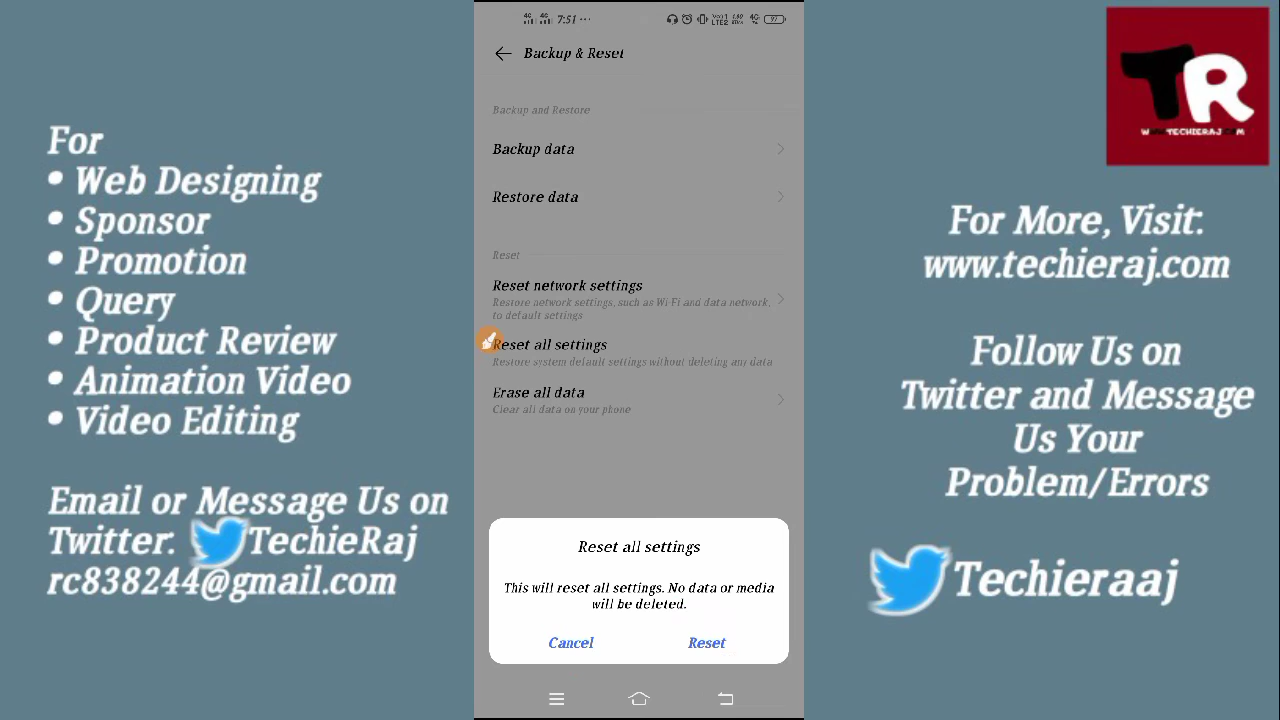 For
• Web Designing
• Sponsor
• Promotion
• Query
• Product Review
• Animation Video
• Video Editing
Email or Message Us on
Twitter. TechieRaj
rc838244@gmail.com
7:51 ···
97
Backup & Reset
Backup and Restore
Backup data
Restore data
Reset
Reset network settings
Restore network settings, such as Wi-Fi and data network,
to default settings
Reset all settings
Restore system default settings without deleting any data
Erase all data
Clear all data on your phone
Reset all settings
This will reset all settings. No data or media
will be deleted.
Cancel Reset
TR
WWW.TECHIERAJ.COM
For More, Visit:
www.techieraj.com
Follow Us on
Twitter and Message
Us Your
Problem/Errors
Techieraaj